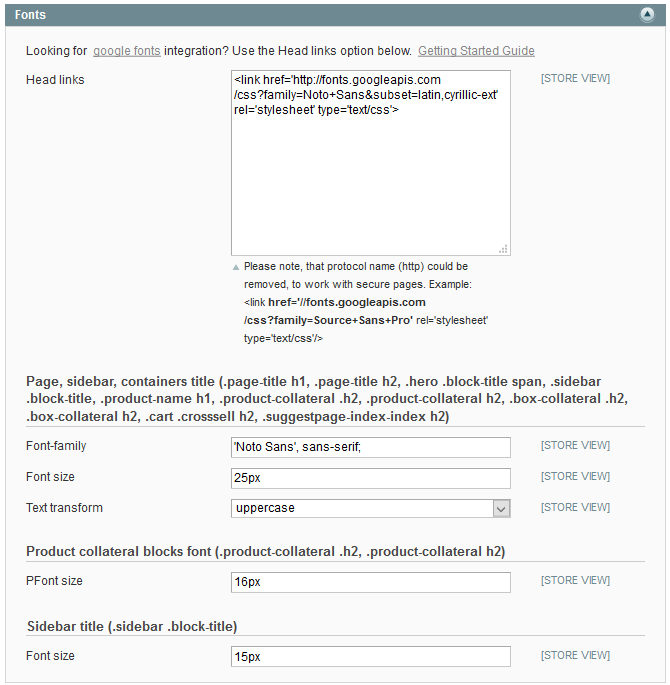 Fonts
Looking for google fonts integration? Use the Head links option below. Getting Started Guide
Head links
<link href='http://fonts.googleapis.com
/css?family=Noto+Sans&subset=latin,cyrillic-ext'
rel='stylesheet' type='text/css'>
[STORE VIEW]
Please note, that protocol name (http) could be
removed, to work with secure pages. Example:
<link href='//fonts.googleapis.com
/css?family=Source+Sans+Pro' rel='stylesheet'
type='text/css'/>
Page, sidebar, containers title (.page-title h1, .page-title h2, .hero .block-title span, .sidebar
.block-title, .product-name h1, .product-collateral .h2, .product-collateral h2, .box-collateral .h2,
.box-collateral h2, .cart .crosssell h2, .suggestpage-index-index h2)
Font-family 'Noto Sans', sans-serif; [STORE VIEW]
Font size 25px [STORE VIEW]
Text transform uppercase [STORE VIEW]
Product collateral blocks font (.product-collateral .h2, .product-collateral h2)
PFont size 16px [STORE VIEW]
Sidebar title (.sidebar .block-title)
Font size 15px [STORE VIEW]